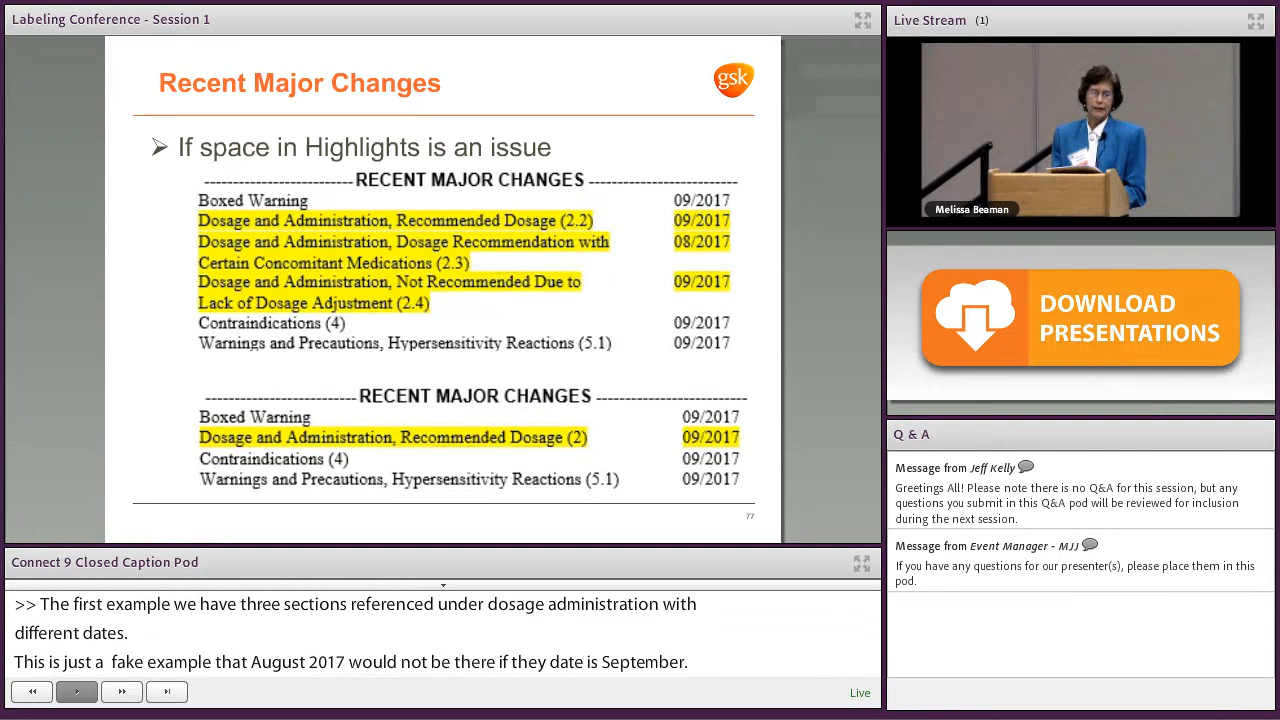 Labeling Conference - Session 1
Recent Major Changes
gsk
➢ If space in Highlights is an issue
--------------------------RECENT MAJOR CHANGES --------------------------
Boxed Warning 09/2017
Dosage and Administration, Recommended Dosage (2.2) 09/2017
Dosage and Administration, Dosage Recommendation with 08/2017
Certain Concomitant Medications (2.3)
Dosage and Administration, Not Recommended Due to 09/2017
Lack of Dosage Adjustment (2.4)
Contraindications (4) 09/2017
Warnings and Precautions, Hypersensitivity Reactions (5.1) 09/2017
--------------------------RECENT MAJOR CHANGES --------------------------
Boxed Warning 09/2017
Dosage and Administration, Recommended Dosage (2) 09/2017
Contraindications (4) 09/2017
Warnings and Precautions, Hypersensitivity Reactions (5.1) 09/2017
77
Connect 9 Closed Caption Pod
>> The first example we have three sections referenced under dosage administration with
different dates.
This is just a  fake example that August 2017 would not be there if they date is September.
Live
Live Stream (1)
Melissa Beaman
DOWNLOAD
PRESENTATIONS
Q & A
Message from Jeff Kelly
Greetings All! Please note there is no Q&A for this session, but any
questions you submit in this Q&A pod will be reviewed for inclusion
during the next session.
Message from Event Manager - MJJ
If you have any questions for our presenter(s), please place them in this
pod.